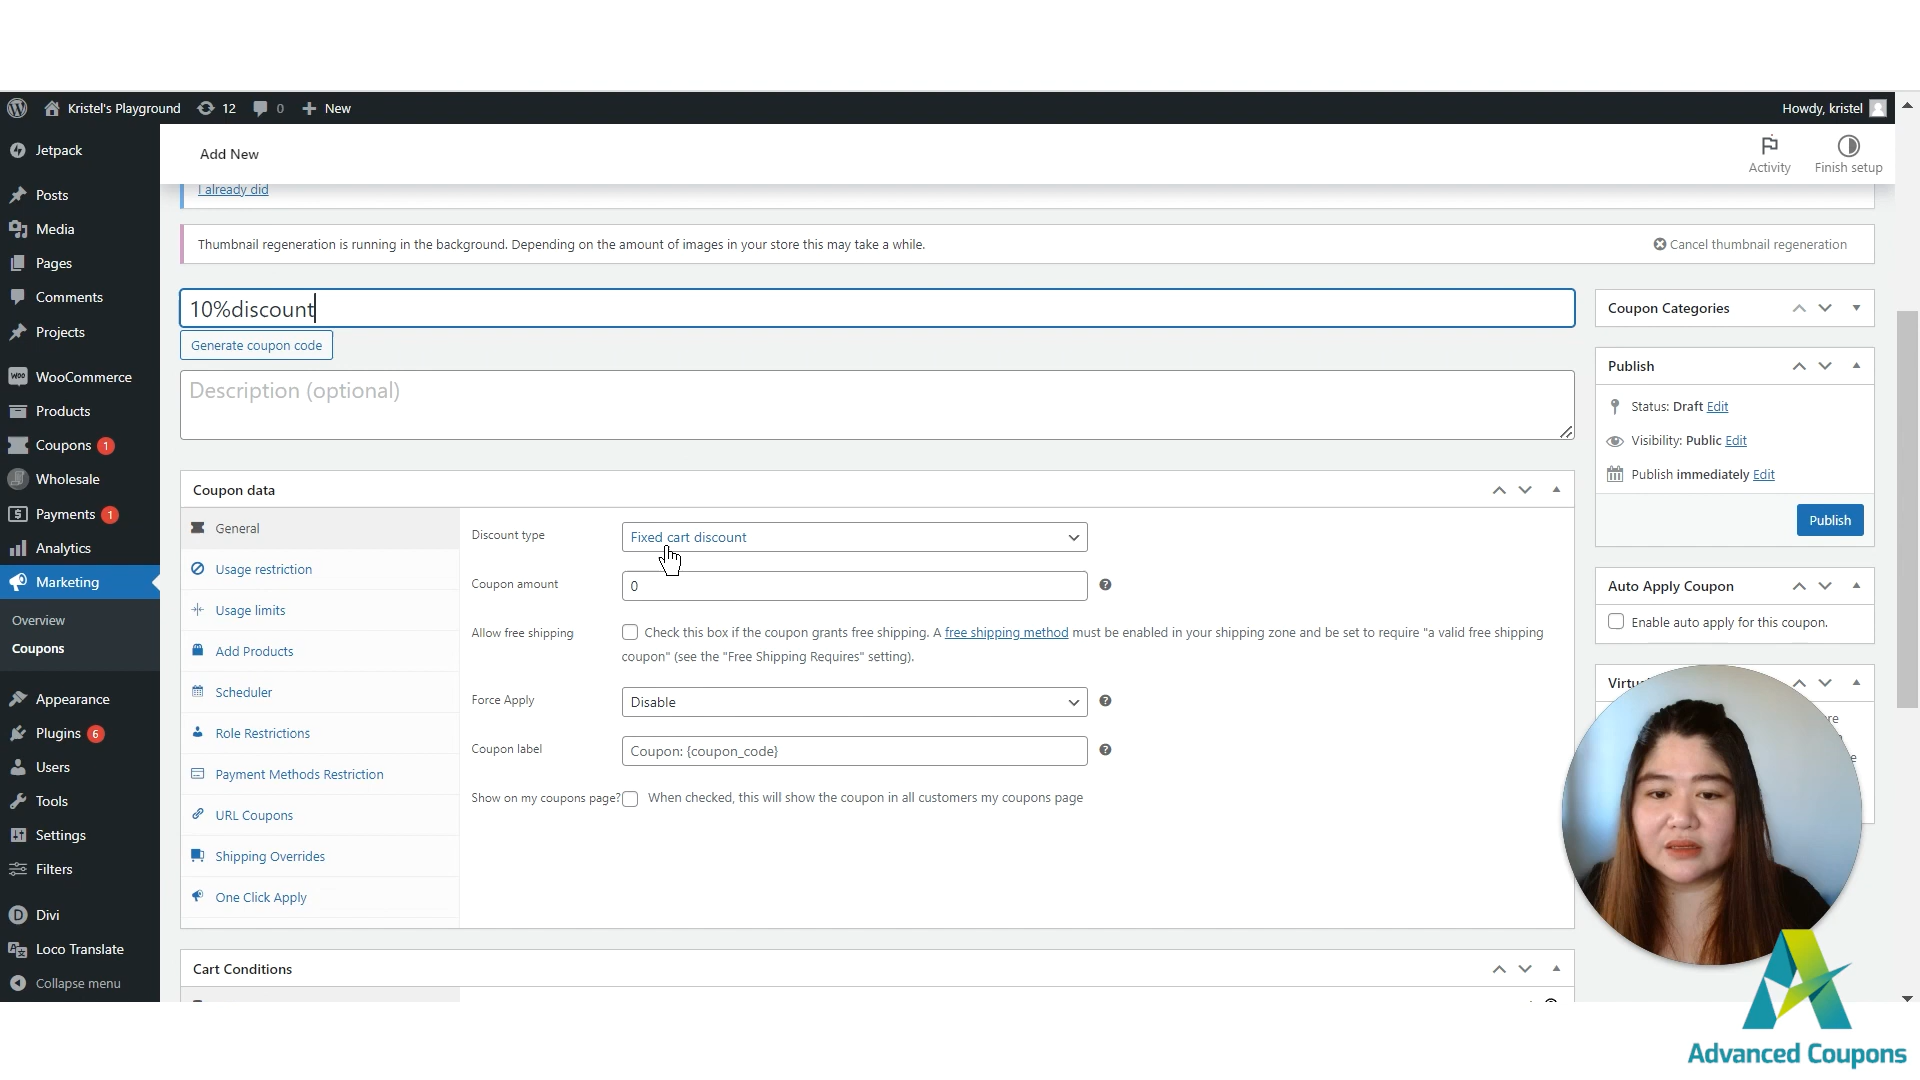 Kristel's Playground 12 0 New Howdy, kristel
Jetpack
Posts
Media
Pages
Comments
Projects
WooCommerce
Products
Coupons 1
Wholesale
Payments 1
Analytics
Marketing
Overview
Coupons
Appearance
Plugins 6
Users
Tools
Settings
Filters
Divi
Loco Translate
Collapse menu
Add New
Activity
Finish setup
I already did
Thumbnail regeneration is running in the background. Depending on the amount of images in your store this may take a while.
Cancel thumbnail regeneration
10%discount
Generate coupon code
Description (optional)
Coupon data
General
Usage restriction
Usage limits
Add Products
Scheduler
Role Restrictions
Payment Methods Restriction
URL Coupons
Shipping Overrides
One Click Apply
Discount type Fixed cart discount
Coupon amount 0
Allow free shipping Check this box if the coupon grants free shipping. A free shipping method must be enabled in your shipping zone and be set to require "a valid free shipping
coupon" (see the "Free Shipping Requires" setting).
Force Apply Disable
Coupon label Coupon: {coupon_code}
Show on my coupons page? When checked, this will show the coupon in all customers my coupons page
Cart Conditions
Coupon Categories
Publish
Status: Draft Edit
Visibility: Public Edit
Publish immediately Edit
Publish
Auto Apply Coupon
Enable auto apply for this coupon.
Advanced Coupons